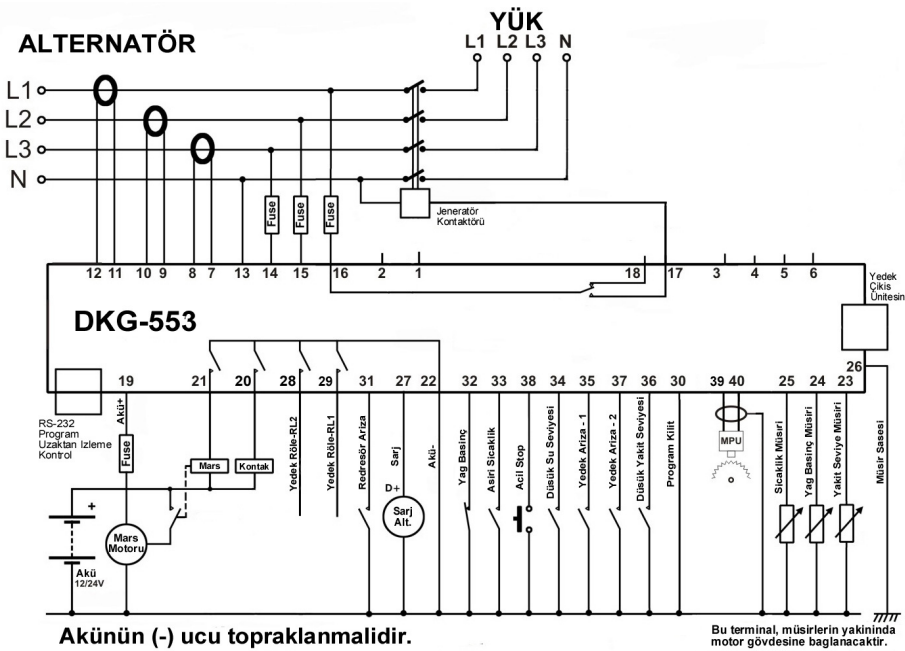 ALTERNATÖR
YÜK
L1 L2 L3 N
L1
L2
L3
N
Fuse
Fuse
Fuse
Jeneratör
Kontaktörü
12 11 10 9 8 7 13 14 15 16 2 1 18 17 3 4 5 6
DKG-553
Yedek
Çikis
Ünitesin
26
19 21 20 28 29 31 27 22 32 33 38 34 35 37 36 30 39 40 25 24 23
RS-232
Program
Uzaktan Izleme
Kontrol
Akü+
Fuse
Mars
Kontak
Yedek Röle-RL2
Yedek Röle-RL1
Redresör Ariza
Sarj
D+
Sarj
Alt.
Akü-
Yag Basinç
Asiri Sicaklik
Acil Stop
Düsük Su Seviyesi
Yedek Ariza - 1
Yedek Ariza - 2
Düsük Yakit Seviyesi
Program Kilit
MPU
Sicaklik Müsiri
Yag Basinç Müsiri
Yakit Seviye Müsiri
Müsir Sasesi
+
Mars
Motoru
Akü
12/24V
Akünün (-) ucu topraklanmalidir.
Bu terminal, müsirlerin yakininda
motor gövdesine baglanacaktir.